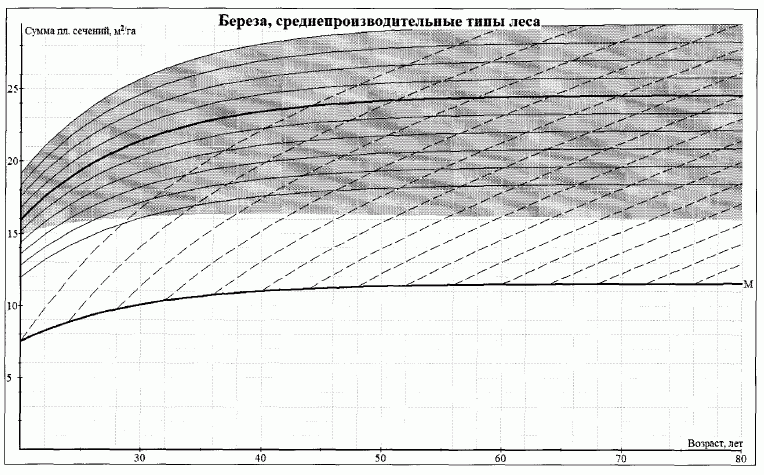 Береза, среднепроизводительные типы леса
Сумма пл. сечений, м²/га
25
20
15
10
5
М
Возраст, лет
30 40 50 60 70 80